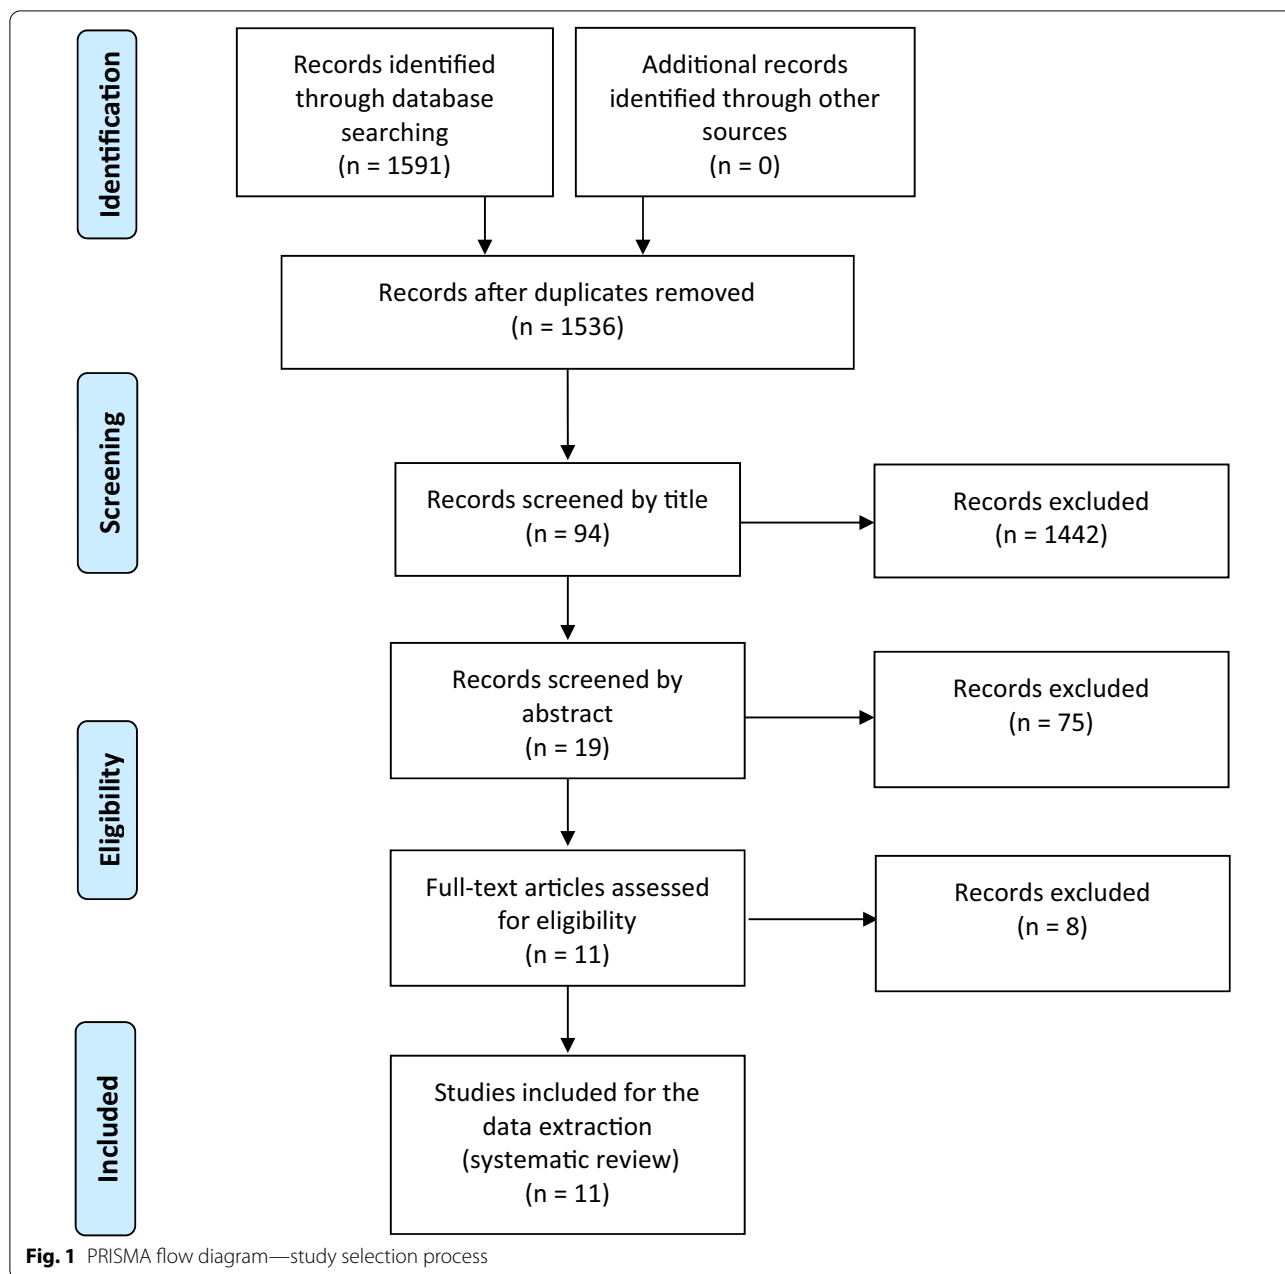 Identification
Records identified
through database
searching
(n = 1591)
Additional records
identified through other
sources
(n = 0)
Records after duplicates removed
(n = 1536)
Screening
Records screened by title
(n = 94)
Records excluded
(n = 1442)
Records screened by
abstract
(n = 19)
Records excluded
(n = 75)
Eligibility
Full-text articles assessed
for eligibility
(n = 11)
Records excluded
(n = 8)
Included
Studies included for the
data extraction
(systematic review)
(n = 11)
Fig. 1 PRISMA flow diagram—study selection process